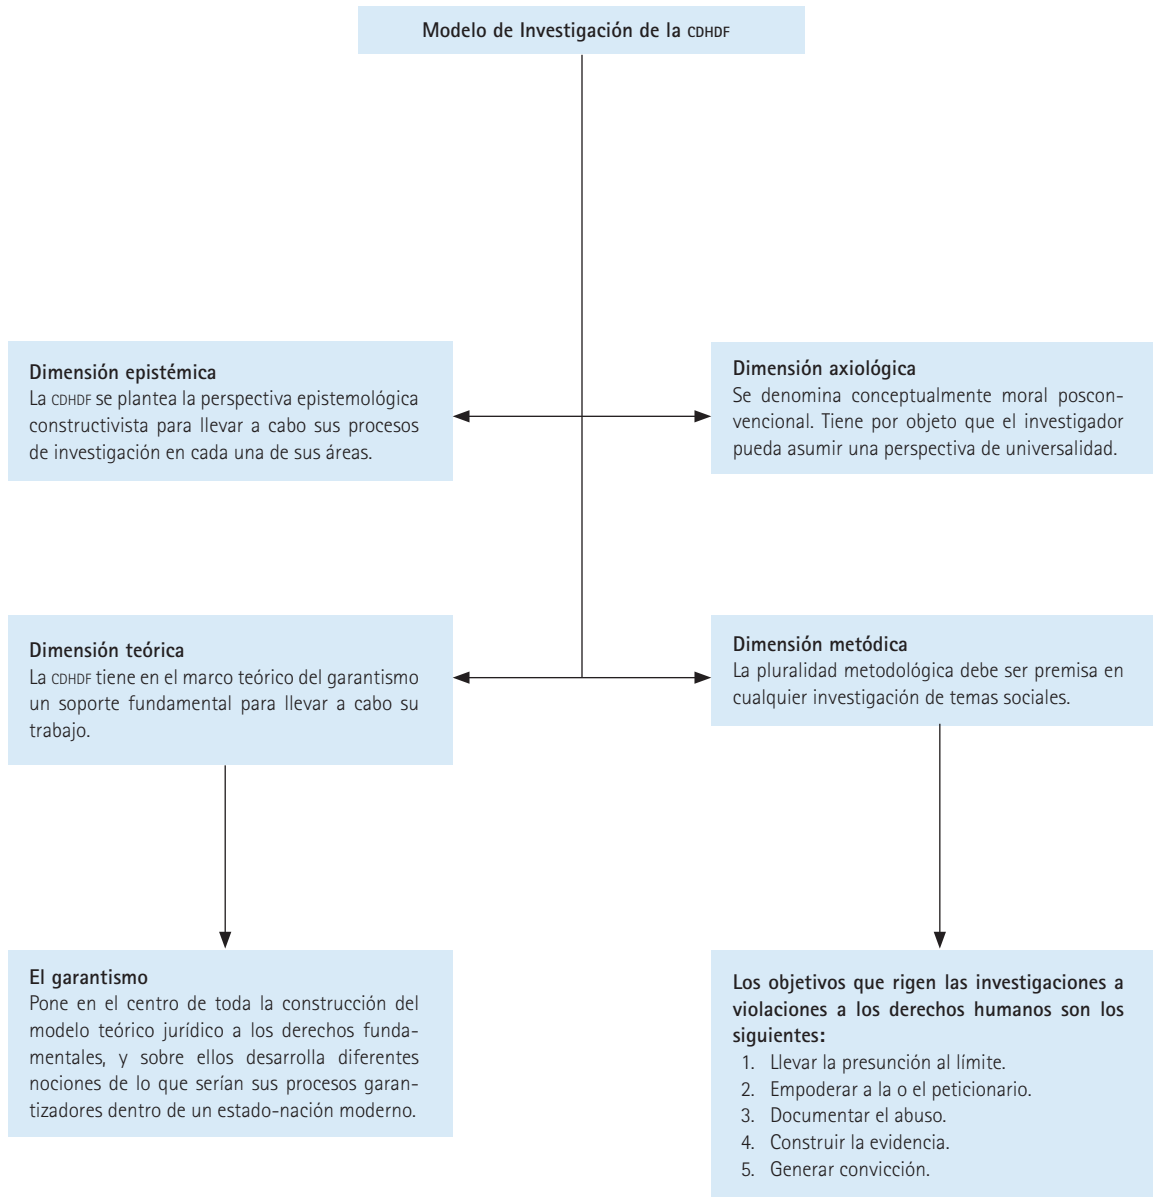 Modelo de Investigación de la CDHDF
Dimensión epistémica
La CDHDF se plantea la perspectiva epistemológica
constructivista para llevar a cabo sus procesos
de investigación en cada una de sus áreas.
Dimensión axiológica
Se denomina conceptualmente moral poscon-
vencional. Tiene por objeto que el investigador
pueda asumir una perspectiva de universalidad.
Dimensión teórica
La CDHDF tiene en el marco teórico del garantismo
un soporte fundamental para llevar a cabo su
trabajo.
Dimensión metódica
La pluralidad metodológica debe ser premisa en
cualquier investigación de temas sociales.
El garantismo
Pone en el centro de toda la construcción del
modelo teórico jurídico a los derechos funda-
mentales, y sobre ellos desarrolla diferentes
nociones de lo que serían sus procesos garan-
tizadores dentro de un estado-nación moderno.
Los objetivos que rigen las investigaciones a
violaciones a los derechos humanos son los
siguientes:
1. Llevar la presunción al límite.
2. Empoderar a la o el peticionario.
3. Documentar el abuso.
4. Construir la evidencia.
5. Generar convicción.